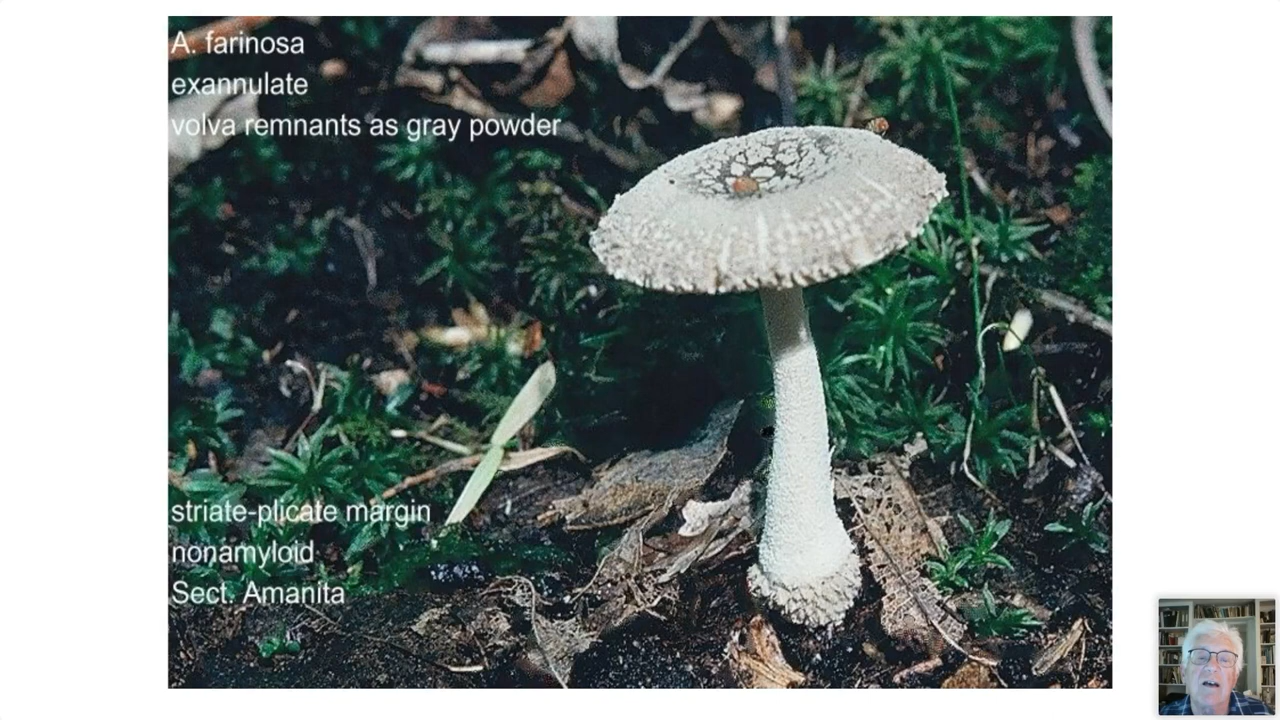 A. farinosa
exannulate
volva remnants as gray powder
striate-plicate margin
nonamyloid
Sect. Amanita